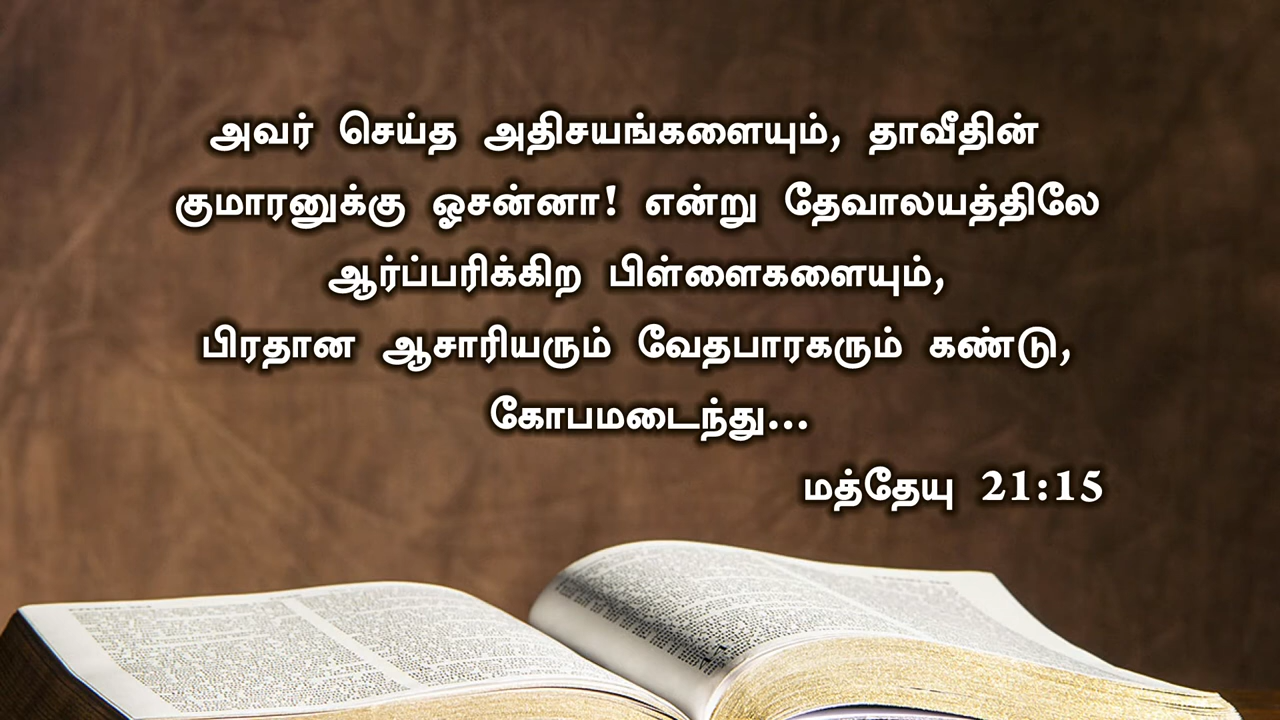 அவர் செய்த அதிசயங்களையும், தாவீதின்
குமாரனுக்கு ஓசன்னா! என்று தேவாலயத்திலே
ஆர்ப்பரிக்கிற பிள்ளைகளையும்,
பிரதான ஆசாரியரும் வேதபாரகரும் கண்டு,
கோபமடைந்து...
மத்தேயு 21:15